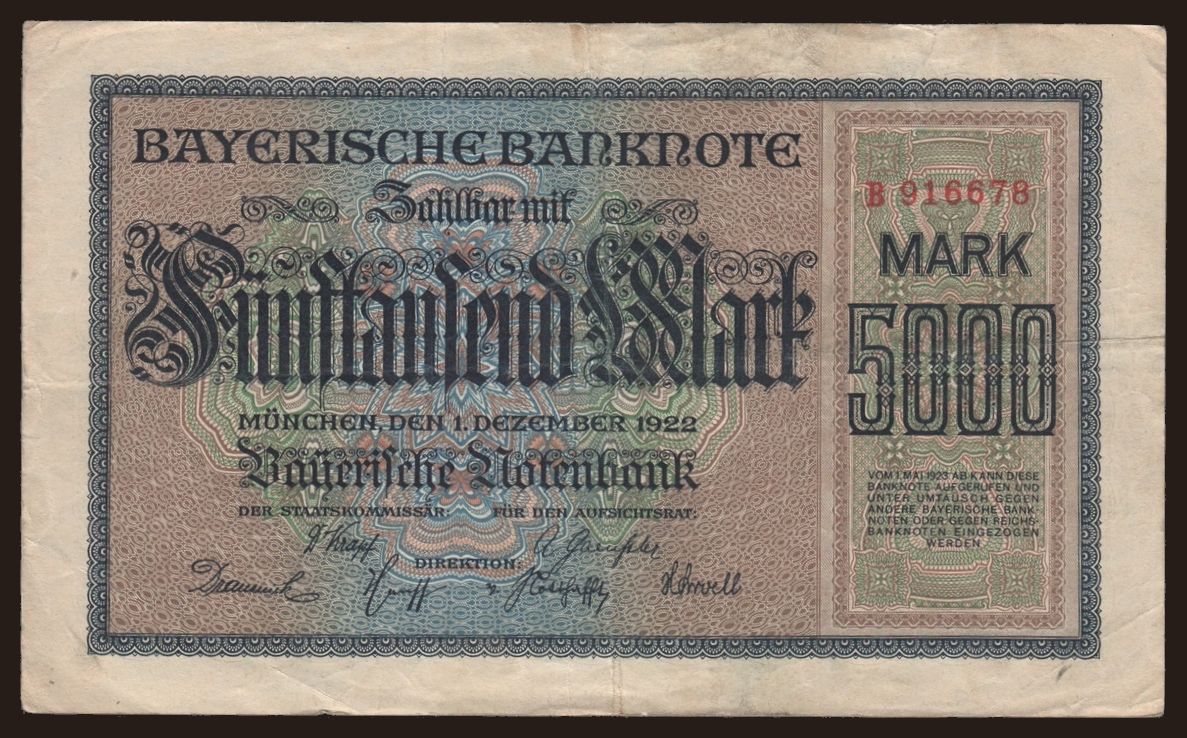 BAYERISCHE BANKNOTE
Zahlbar mit
Fünftausend Mark
MÜNCHEN, DEN 1. DEZEMBER 1922
Bayerische Notenbank
DER STAATSKOMMISSÄR: FÜR DEN AUFSICHTSRAT:
DIREKTION:
B 916678
MARK
5000
VOM 1. MAI 1923 AB KANN DIESE
BANKNOTE AUFGERUFEN UND
UNTER UMTAUSCH GEGEN
ANDERE BAYERISCHE BANK-
NOTEN ODER GEGEN REICHS-
BANKNOTEN EINGEZOGEN
WERDEN